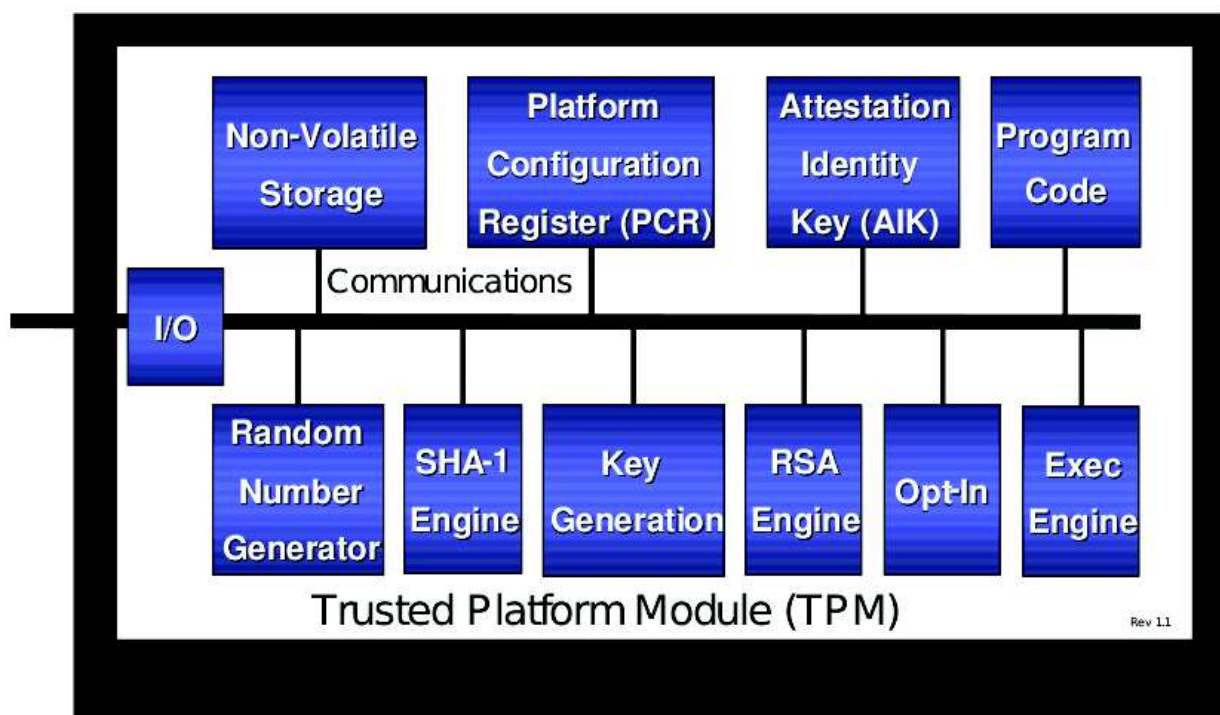 Non-Volatile
Storage
Platform
Configuration
Register (PCR)
Attestation
Identity
Key (AIK)
Program
Code
Communications
I/O
Random
Number
Generator
SHA-1
Engine
Key
Generation
RSA
Engine
Opt-In
Exec
Engine
Trusted Platform Module (TPM)
Rev 1.1